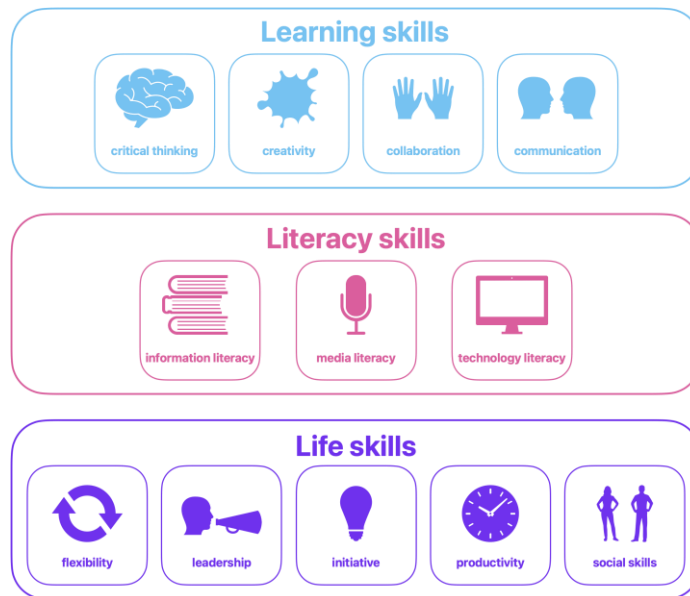 Learning skills
critical thinking
creativity
collaboration
communication
Literacy skills
information literacy
media literacy
technology literacy
Life skills
flexibility
leadership
initiative
productivity
social skills